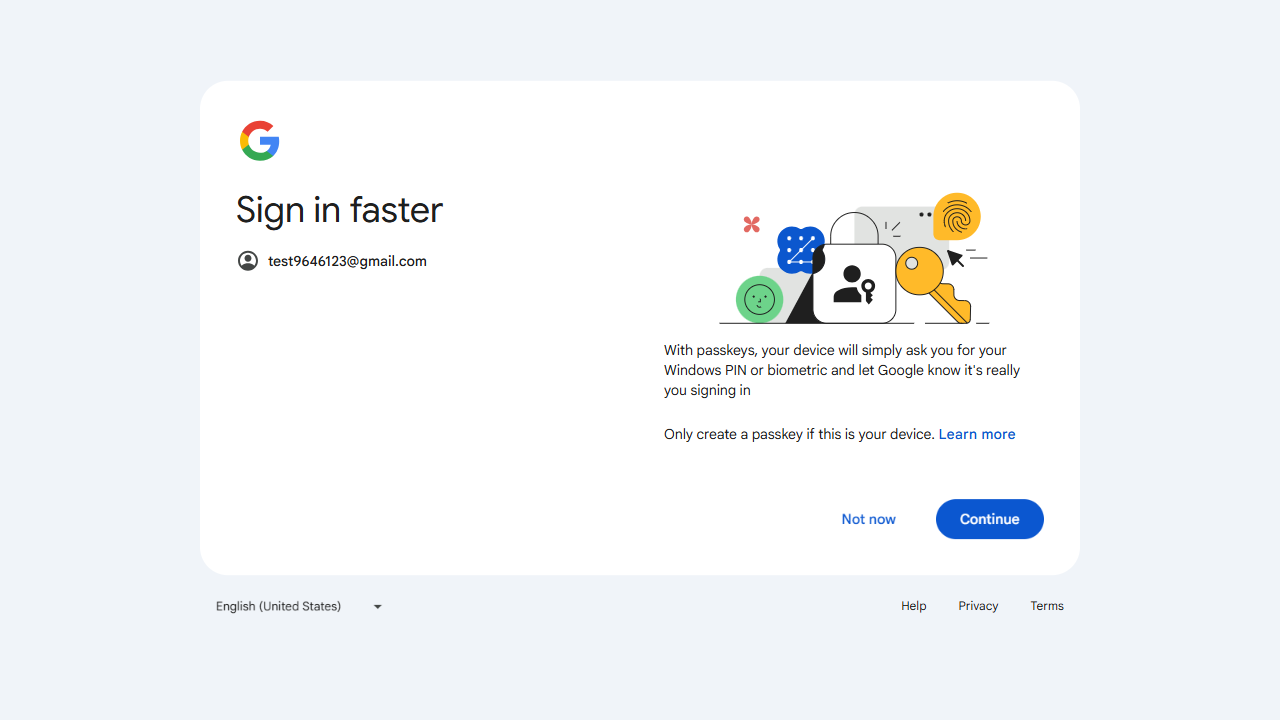 Sign in faster
test9646123@gmail.com
With passkeys, your device will simply ask you for your
Windows PIN or biometric and let Google know it's really
you signing in
Only create a passkey if this is your device. Learn more
Not now
Continue
English (United States)
Help
Privacy
Terms